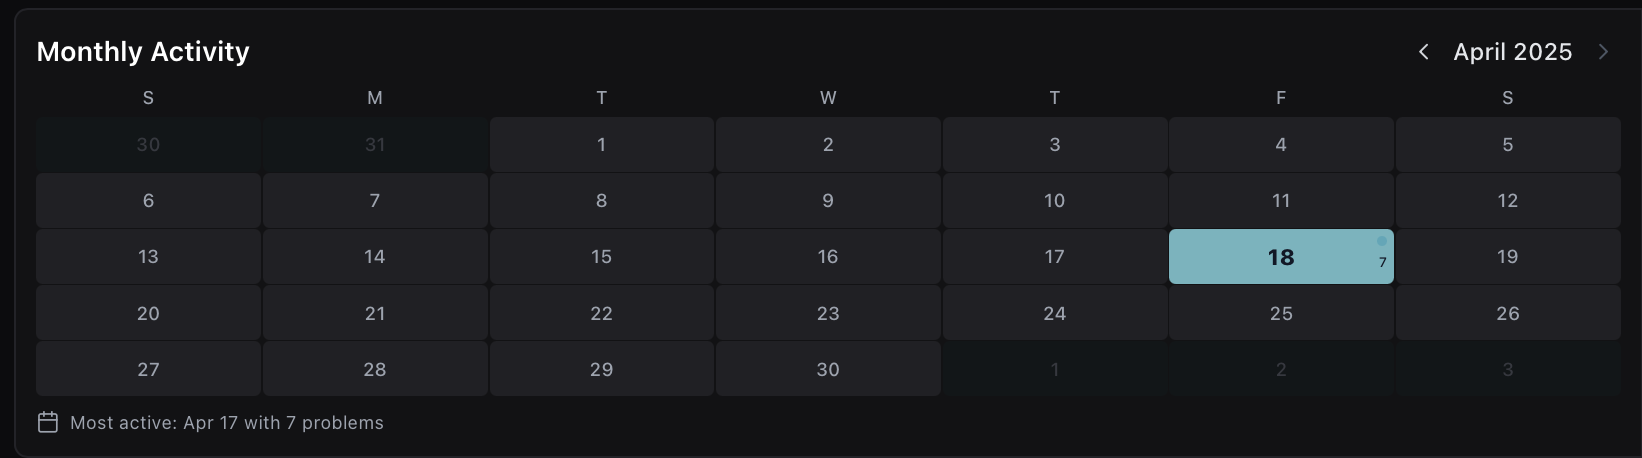 Monthly Activity
April 2025
S M T W T F S
30 31 1 2 3 4 5
6 7 8 9 10 11 12
13 14 15 16 17 18 7 19
20 21 22 23 24 25 26
27 28 29 30 1 2 3
Most active: Apr 17 with 7 problems